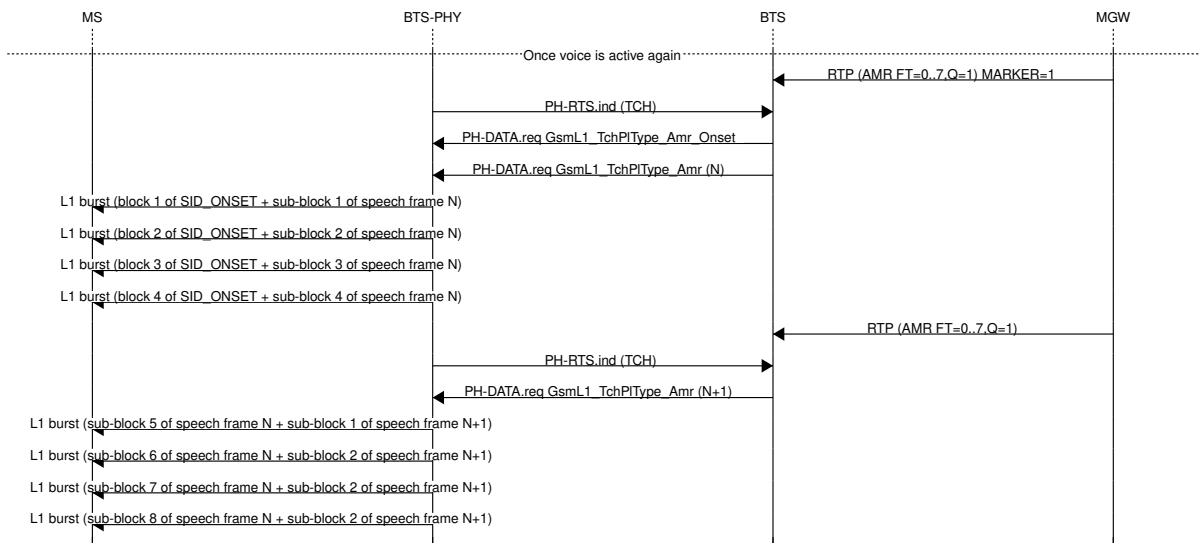 MS BTS-PHY BTS MGW
Once voice is active again
RTP (AMR FT=0..7,Q=1) MARKER=1
PH-RTS.ind (TCH)
PH-DATA.req GsmL1_TchPlType_Amr_Onset
PH-DATA.req GsmL1_TchPlType_Amr (N)
L1 burst (block 1 of SID_ONSET + sub-block 1 of speech frame N)
L1 burst (block 2 of SID_ONSET + sub-block 2 of speech frame N)
L1 burst (block 3 of SID_ONSET + sub-block 3 of speech frame N)
L1 burst (block 4 of SID_ONSET + sub-block 4 of speech frame N)
RTP (AMR FT=0..7,Q=1)
PH-RTS.ind (TCH)
PH-DATA.req GsmL1_TchPlType_Amr (N+1)
L1 burst (sub-block 5 of speech frame N + sub-block 1 of speech frame N+1)
L1 burst (sub-block 6 of speech frame N + sub-block 2 of speech frame N+1)
L1 burst (sub-block 7 of speech frame N + sub-block 2 of speech frame N+1)
L1 burst (sub-block 8 of speech frame N + sub-block 2 of speech frame N+1)